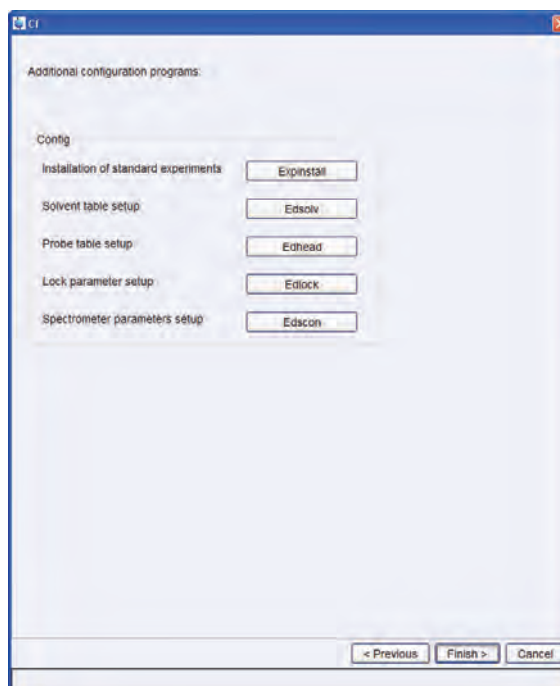 cf
Additional configuration programs:
Config
Installation of standard experiments Expinstall
Solvent table setup Edsolv
Probe table setup Edhead
Lock parameter setup Edlock
Spectrometer parameters setup Edscon
< Previous Finish > Cancel